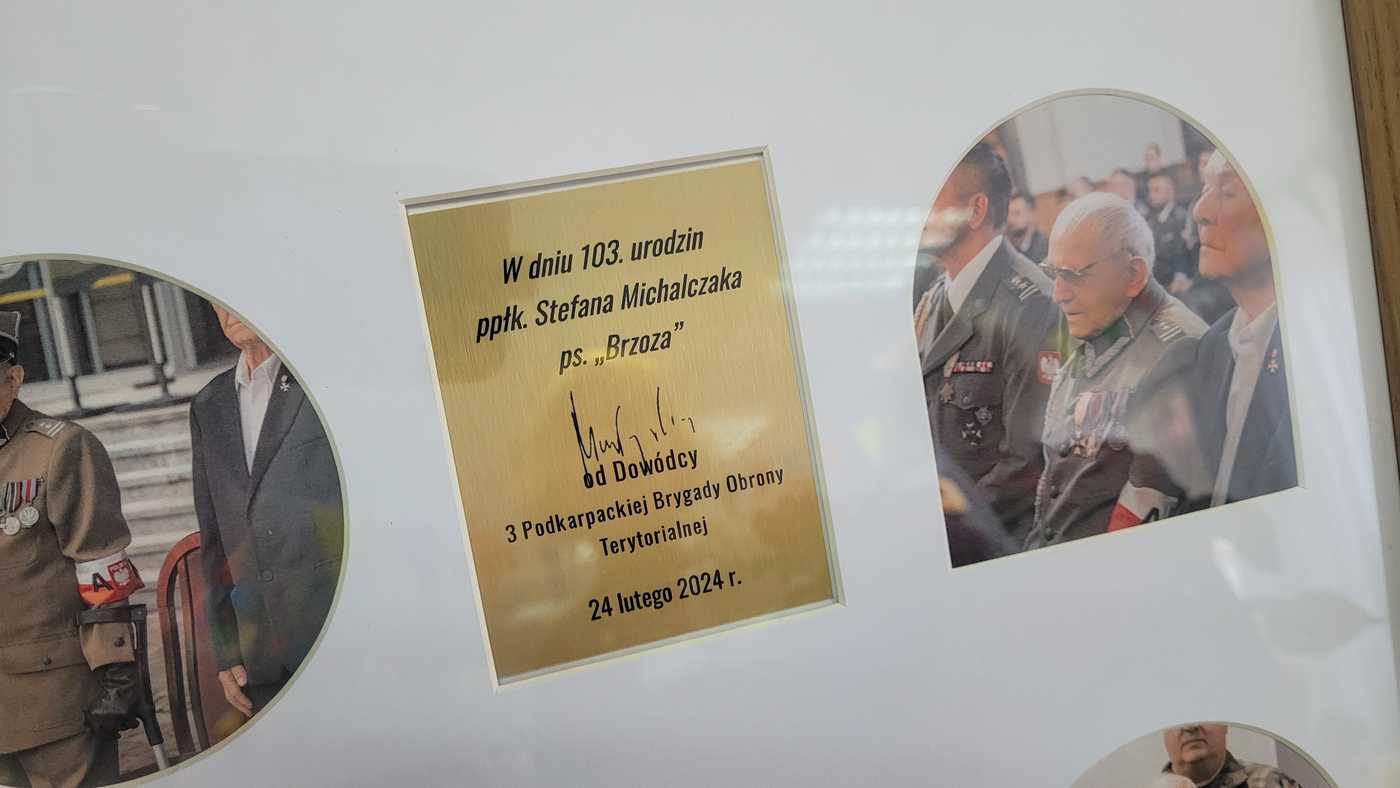 W dniu 103. urodzin
ppłk. Stefana Michalczaka
ps. „Brzoza”
od Dowódcy
3 Podkarpackiej Brygady Obrony
Terytorialnej
24 lutego 2024 r.
A
A